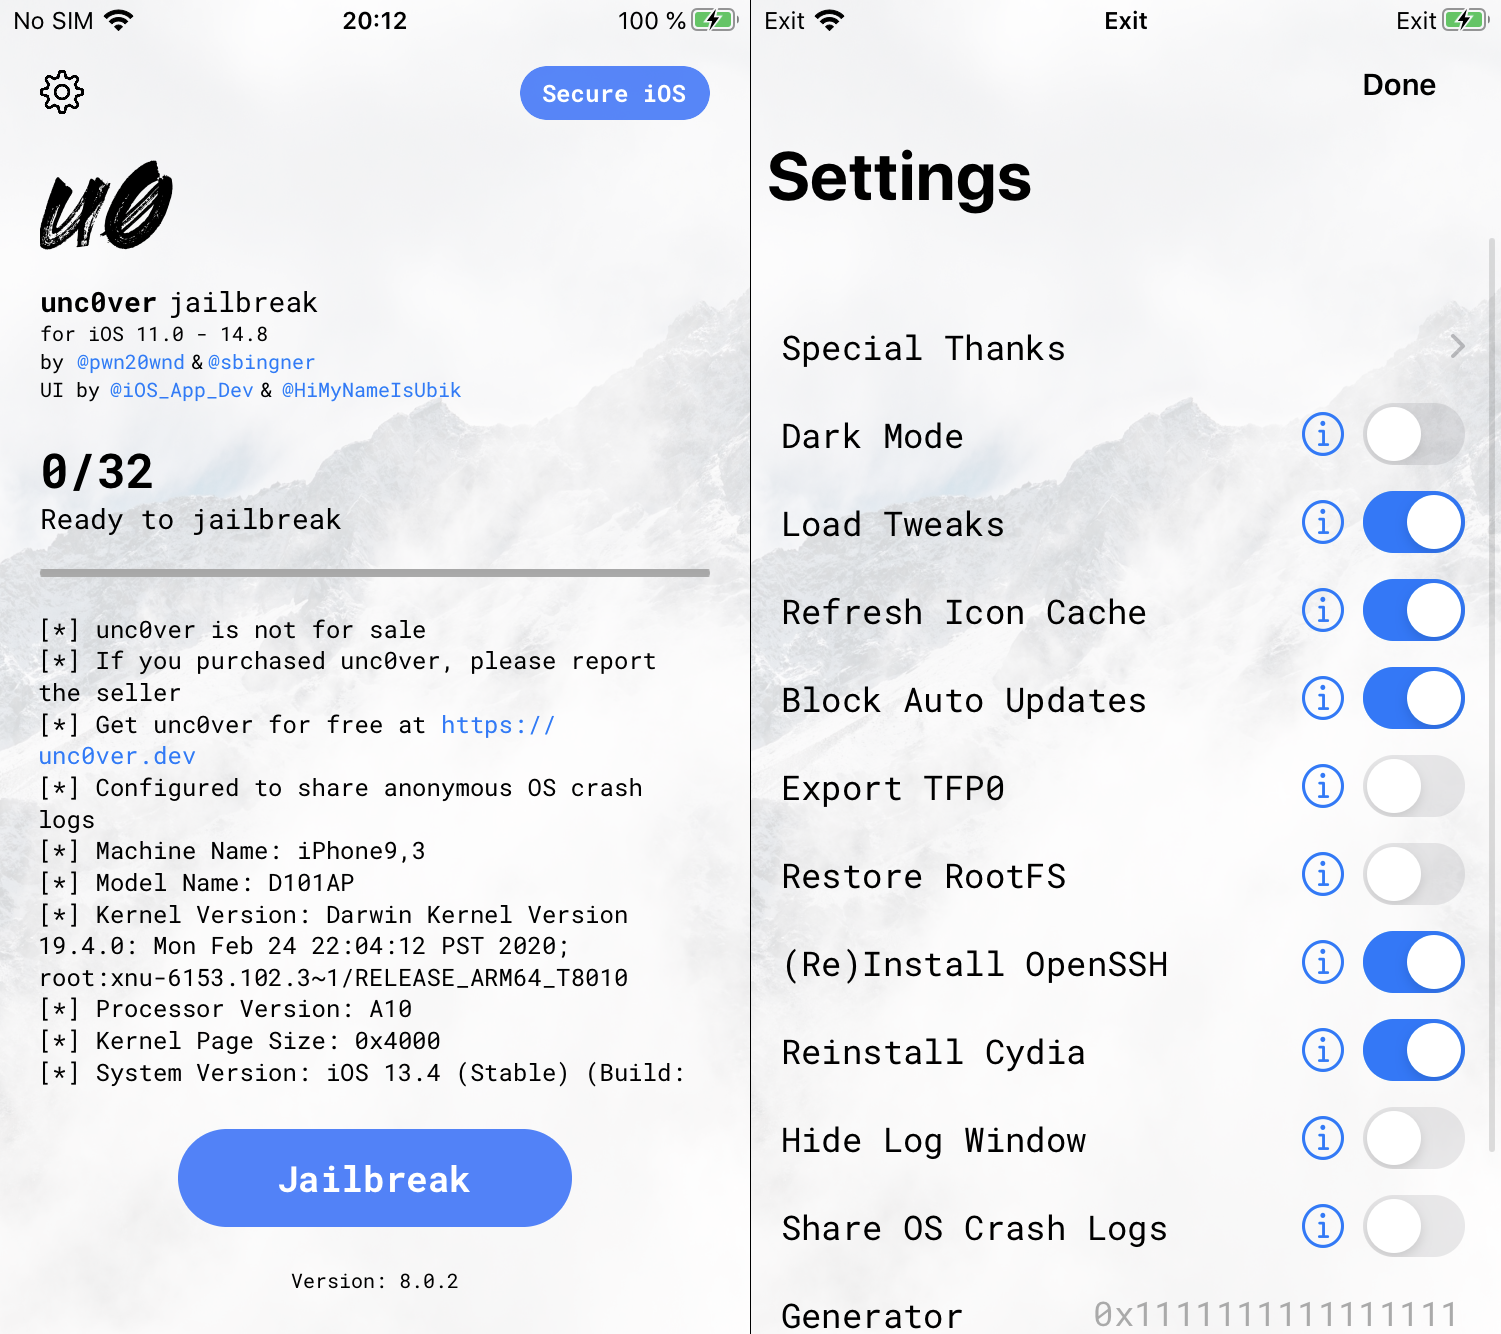 No SIM 20:12 100 %
Secure iOS
u0
unc0ver jailbreak
for iOS 11.0 - 14.8
by @pwn20wnd & @sbingner
UI by @iOS_App_Dev & @HiMyNameIsUbik
0/32
Ready to jailbreak
[*] unc0ver is not for sale
[*] If you purchased unc0ver, please report
the seller
[*] Get unc0ver for free at https://
unc0ver.dev
[*] Configured to share anonymous OS crash
logs
[*] Machine Name: iPhone9,3
[*] Model Name: D101AP
[*] Kernel Version: Darwin Kernel Version
19.4.0: Mon Feb 24 22:04:12 PST 2020;
root:xnu-6153.102.3~1/RELEASE_ARM64_T8010
[*] Processor Version: A10
[*] Kernel Page Size: 0x4000
[*] System Version: iOS 13.4 (Stable) (Build:
Jailbreak
Version: 8.0.2
Exit Exit Exit
Done
Settings
Special Thanks
Dark Mode
Load Tweaks
Refresh Icon Cache
Block Auto Updates
Export TFP0
Restore RootFS
(Re)Install OpenSSH
Reinstall Cydia
Hide Log Window
Share OS Crash Logs
Generator 0x1111111111111111